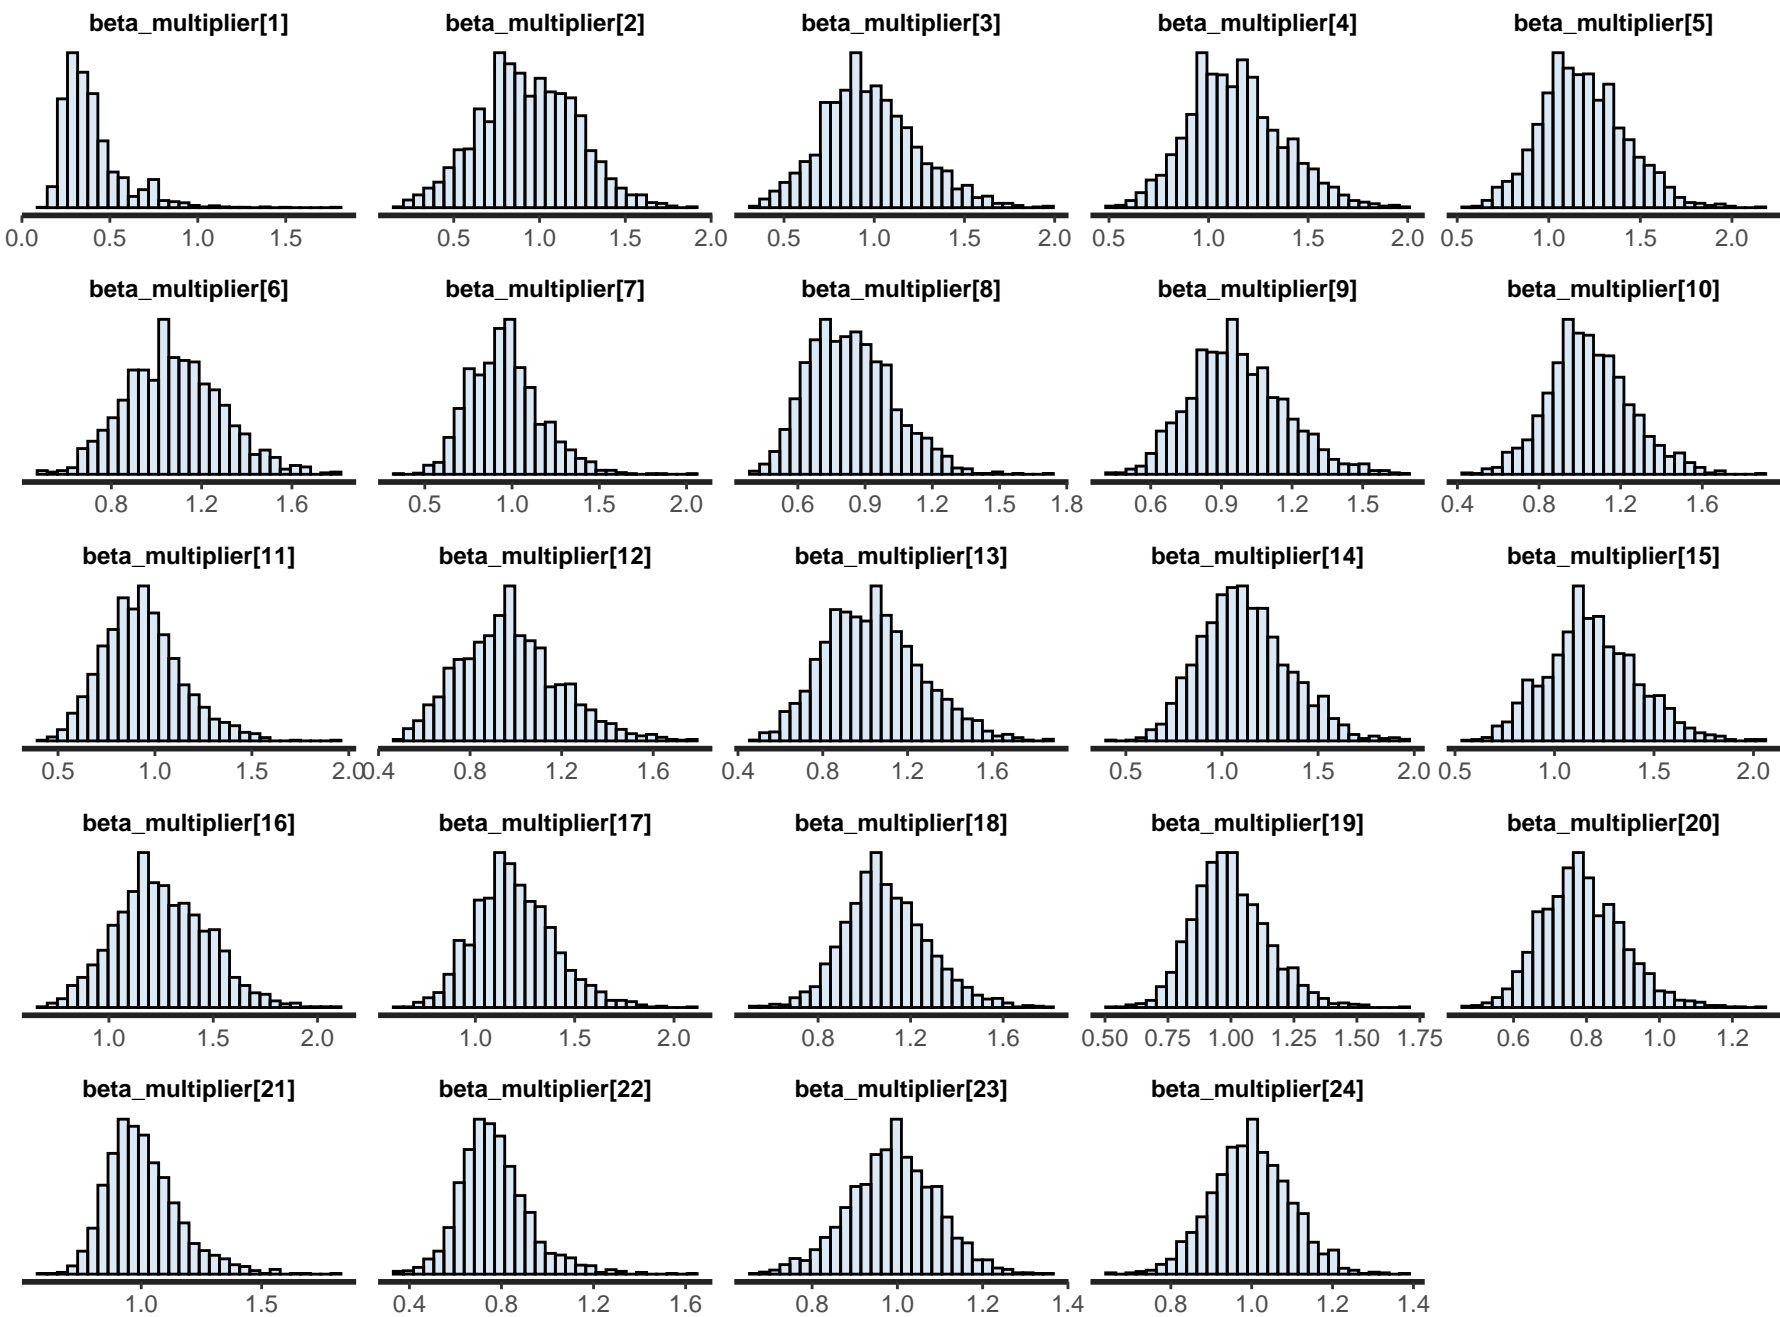 beta_multiplier[1] beta_multiplier[2] beta_multiplier[3] beta_multiplier[4] beta_multiplier[5]
0.0 0.5 1.0 1.5 0.5 1.0 1.5 2.0 0.5 1.0 1.5 2.0 0.5 1.0 1.5 2.0 0.5 1.0 1.5 2.0
beta_multiplier[6] beta_multiplier[7] beta_multiplier[8] beta_multiplier[9] beta_multiplier[10]
0.8 1.2 1.6 0.5 1.0 1.5 2.0 0.6 0.9 1.2 1.5 1.8 0.6 0.9 1.2 1.5 0.4 0.8 1.2 1.6
beta_multiplier[11] beta_multiplier[12] beta_multiplier[13] beta_multiplier[14] beta_multiplier[15]
0.5 1.0 1.5 2.0 0.4 0.8 1.2 1.6 0.4 0.8 1.2 1.6 0.5 1.0 1.5 2.0 0.5 1.0 1.5 2.0
beta_multiplier[16] beta_multiplier[17] beta_multiplier[18] beta_multiplier[19] beta_multiplier[20]
1.0 1.5 2.0 1.0 1.5 2.0 0.8 1.2 1.6 0.50 0.75 1.00 1.25 1.50 1.75 0.6 0.8 1.0 1.2
beta_multiplier[21] beta_multiplier[22] beta_multiplier[23] beta_multiplier[24]
1.0 1.5 0.4 0.8 1.2 1.6 0.8 1.0 1.2 1.4 0.8 1.0 1.2 1.4